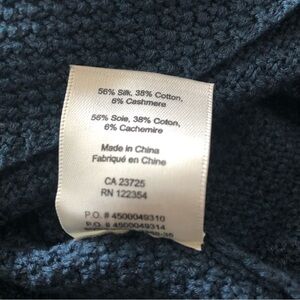 56% Silk, 38% Cotton,
6% Cashmere
56% Soie, 38% Coton,
6% Cachemire
Made in China
Fabriqué en Chine
CA 23725
RN 122354
P.O. # 4500049310
P.O. # 4500049314